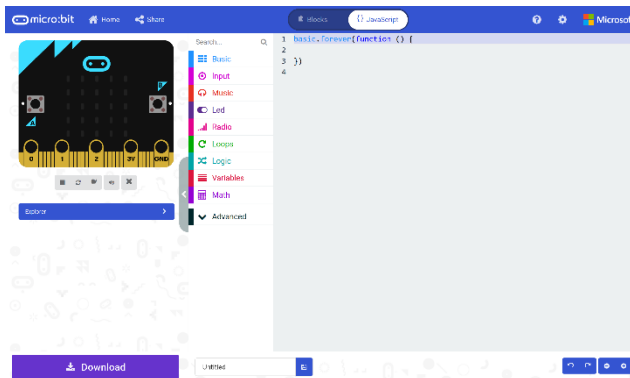 micro:bit
Home
Share
Blocks
{} JavaScript
?
Microsoft
Search...
Basic
Input
Music
Led
Radio
Loops
Logic
Variables
Math
Advanced
1 basic.forever(function () {
2
3 })
4
B
A
0 1 2 3V GND
Explorer
Download
Untitled